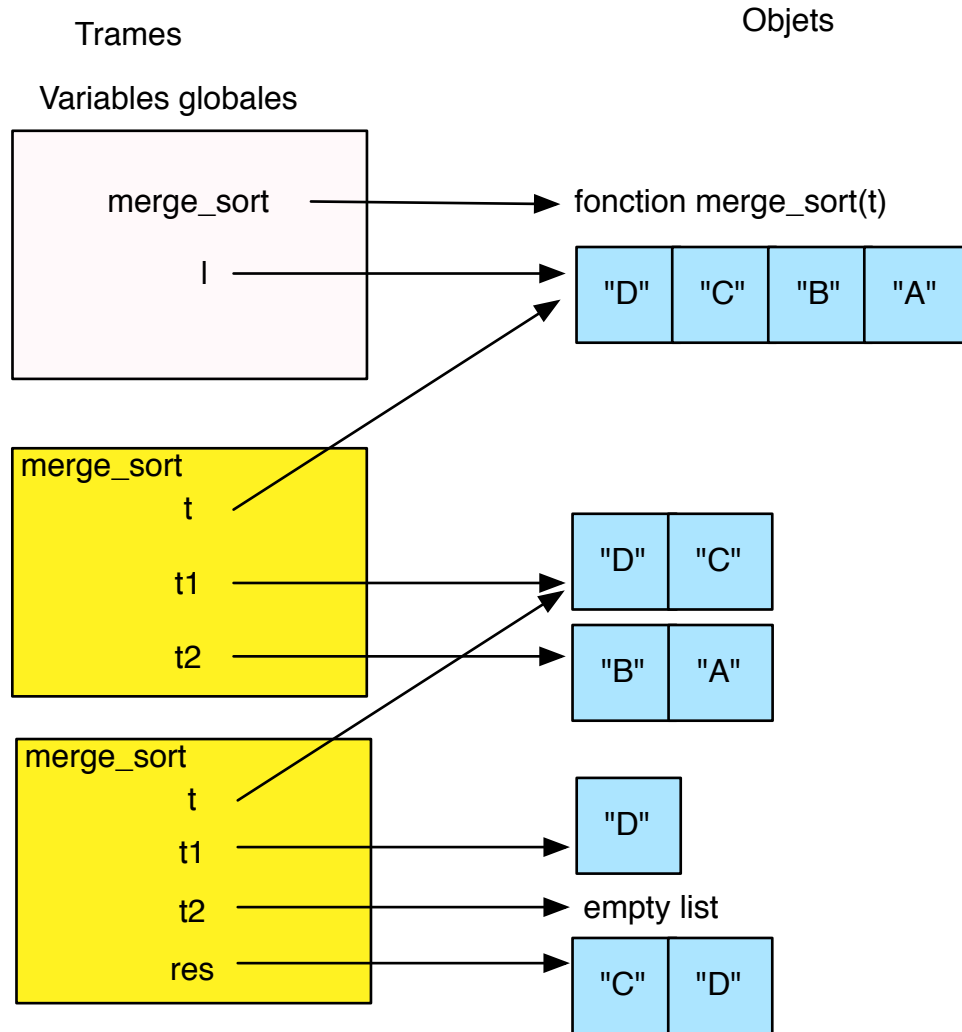 Trames
Objets
Variables globales
merge_sort
fonction merge_sort(t)
l
"D" "C" "B" "A"
merge_sort
t
t1
"D" "C"
t2
"B" "A"
merge_sort
t
"D"
t1
t2
empty list
res
"C" "D"